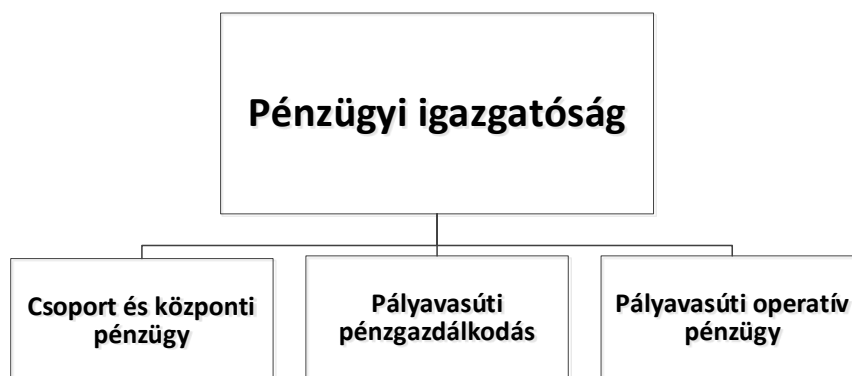 Pénzügyi igazgatóság
Csoport és központi
pénzügy
Pályavasúti
pénzgazdálkodás
Pályavasúti operatív
pénzügy